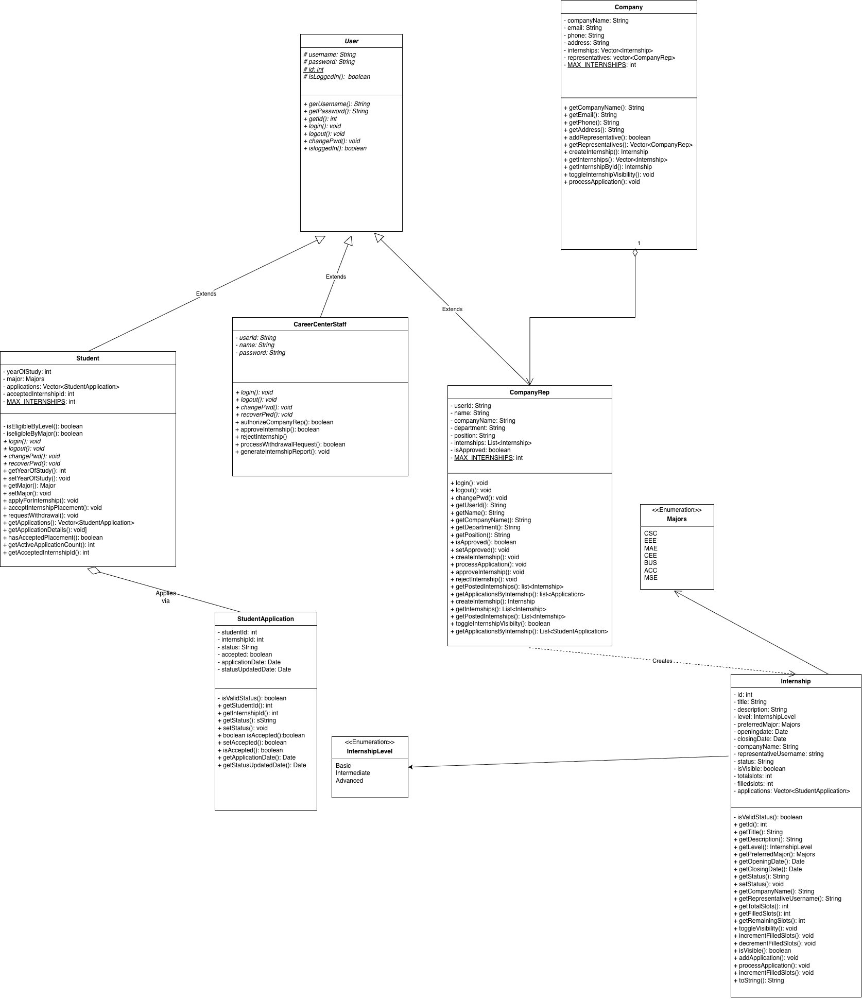 Company
- companyName: String
- email: String
- phone: String
- address: String
- internships: Vector<Internship>
- representatives: vector<CompanyRep>
- MAX_INTERNSHIPS: int
+ getCompanyName(): String
+ getEmail(): String
+ getPhone(): String
+ getAddress(): String
+ addRepresentative(): boolean
+ getRepresentatives(): Vector<CompanyRep>
+ createInternship(): Internship
+ getInternships(): Vector<Internship>
+ getInternshipById(): Internship
+ toggleInternshipVisibility(): void
+ processApplication(): void
1
User
# username: String
# password: String
# id: int
# isLoggedIn():  boolean
+ gerUsername(): String
+ getPassword(): String
+ getId(): int
+ login(): void
+ logout(): void
+ changePwd(): void
+ isloggedIn(): boolean
Extends
Extends
Extends
CareerCenterStaff
- userId: String
- name: String
- password: String
+ login(): void
+ logout(): void
+ changePwd(): void
+ recoverPwd(): void
+ authorizeCompanyRep(): boolean
+ approveInternship(): boolean
+ rejectInternship()
+ processWithdrawalRequest(): boolean
+ generateInternshipReport(): void
Student
- yearOfStudy: int
- major: Majors
- applications: Vector<StudentApplication>
- acceptedInternshipId: int
- MAX_INTERNSHIPS: int
- isEligibleByLevel(): boolean
- iseligibleByMajor(): boolean
+ login(): void
+ logout(): void
+ changePwd(): void
+ recoverPwd(): void
+ getYearOfStudy(): int
+ setYearOfStudy(): void
+ getMajor(): Major
+ setMajor(): void
+ applyForInternship(): void
+ acceptInternshipPlacement(): void
+ requestWithdrawal(): void
+ getApplications(): Vector<StudentApplication>
+ getApplicationDetails(): void]
+ hasAcceptedPlacement(): boolean
+ getActiveApplicationCount(): int
+ getAcceptedInternshipId(): int
CompanyRep
- userId: String
- name: String
- companyName: String
- department: String
- position: String
- internships: List<Internship>
- isApproved: boolean
- MAX_INTERNSHIPS: int
+ login(): void
+ logout(): void
+ changePwd(): void
+ getUserId(): String
+ getName(): String
+ getCompanyName(): String
+ getDepartment(): String
+ getPosition(): String
+ isApproved(): boolean
+ setApproved(): void
+ createInternship(): void
+ processApplication(): void
+ approveInternship(): void
+ rejectInternship(): void
+ getPostedInternships(): list<Internship>
+ getApplicationsByInternship(): list<Application>
+ createInternship(): Internship
+ getInternships(): List<Internship>
+ getPostedInternships(): List<Internship>
+ toggleInternshipVisibilty(): boolean
+ getApplicationsByInternship(): List<StudentApplication>
<<Enumeration>>
Majors
CSC
EEE
MAE
CEE
BUS
ACC
MSE
Applies
via
StudentApplication
- studentId: int
- internshipId: int
- status: String
- accepted: boolean
- applicationDate: Date
- statusUpdatedDate: Date
- isValidStatus(): boolean
+ getStudentId(): int
+ getInternshipId(): int
+ getStatus(): sString
+ setStatus(): void
+ boolean isAccepted():boolean
+ setAccepted(): boolean
+ isAccepted(): boolean
+ getApplicationDate(): Date
+ getStatusUpdatedDate(): Date
<<Enumeration>>
InternshipLevel
Basic
Intermediate
Advanced
Creates
Internship
- id: int
- title: String
- description: String
- level: InternshipLevel
- preferredMajor: Majors
- openingdate: Date
- closingDate: Date
- companyName: String
- representativeUsername: string
- status: String
- isVisible: boolean
- totalslots: int
- filledslots: int
- applications: Vector<StudentApplication>
- isValidStatus(): boolean
+ getId(): int
+ getTitle(): String
+ getDescription(): String
+ getLevel(): InternshipLevel
+ getPreferredMajor(): Majors
+ getOpeningDate(): Date
+ getClosingDate(): Date
+ getStatus(): String
+ setStatus(): void
+ getCompanyName(): String
+ getRepresentativeUsername(): String
+ getTotalSlots(): int
+ getFilledSlots(): int
+ getRemainingSlots(): int
+ toggleVisibility(): void
+ incrementFilledSlots(): void
+ decrementFilledSlots(): void
+ isVisible(): boolean
+ addApplication(): void
+ processApplication(): void
+ incrementFilledSlots(): void
+ toString(): String